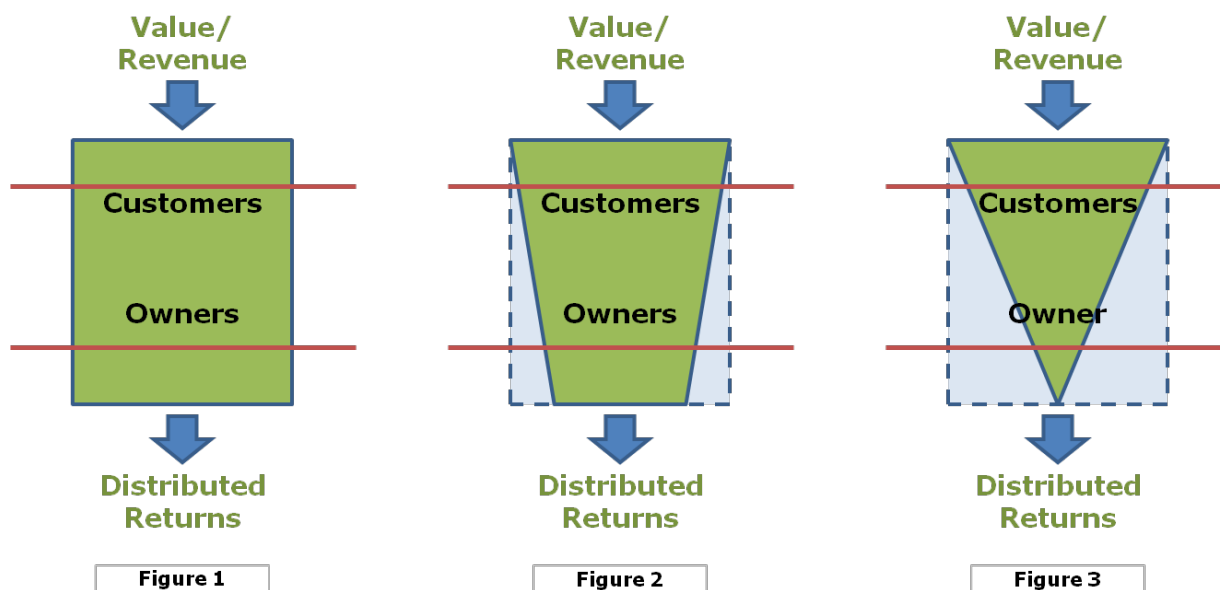 Value/
Revenue
Customers
Owners
Distributed
Returns
Figure 1
Value/
Revenue
Customers
Owners
Distributed
Returns
Figure 2
Value/
Revenue
Customers
Owner
Distributed
Returns
Figure 3